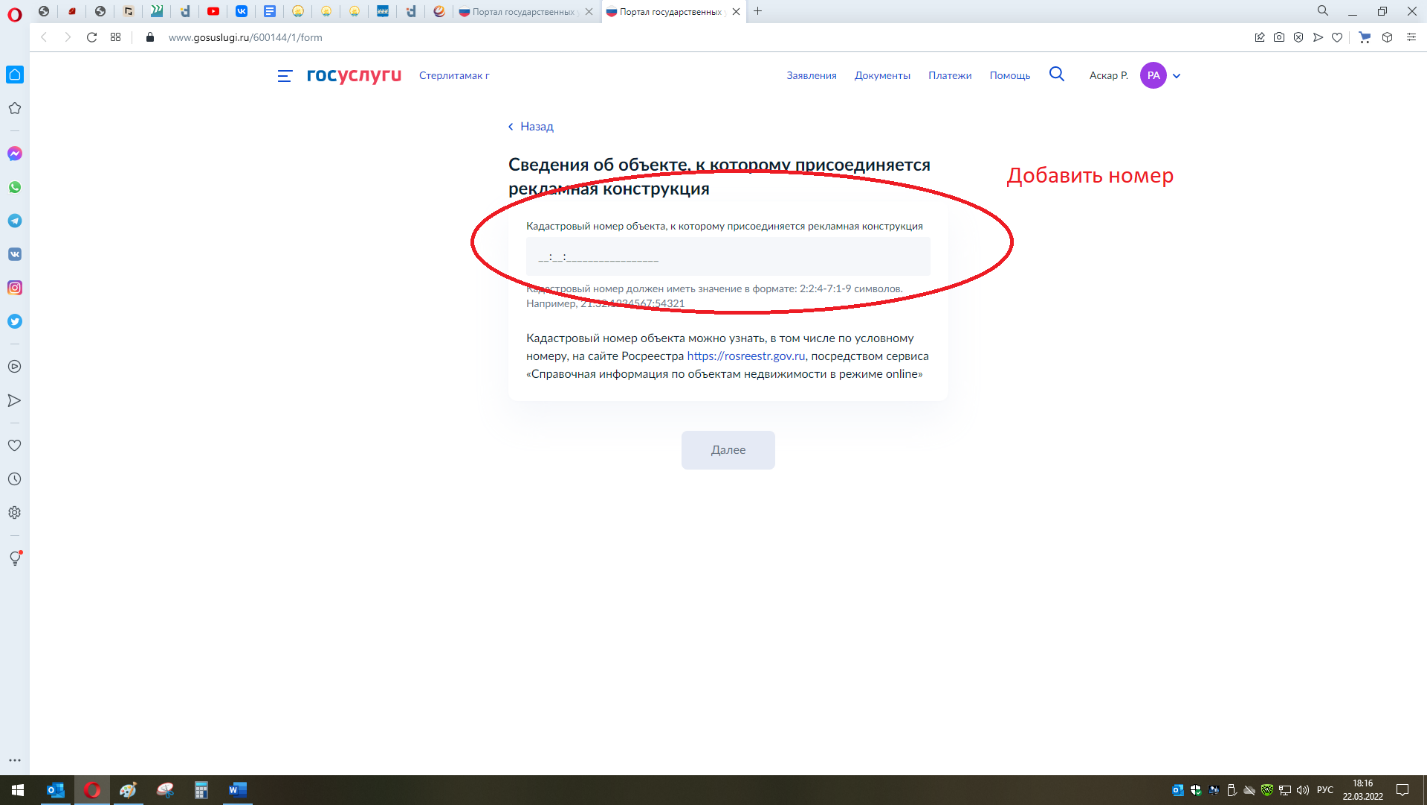 Портал государственных
Портал государственных
www.gosuslugi.ru/600144/1/form
госуслуги
Стерлитамак г
Заявления
Документы
Платежи
Помощь
Аскар Р.
РА
Назад
Сведения об объекте, к которому присоединяется
рекламная конструкция
Добавить номер
Кадастровый номер объекта, к которому присоединяется рекламная конструкция
__:__:_________________
Кадастровый номер должен иметь значение в формате: 2:2:4-7:1-9 символов.
Например, 21:32:1234567:54321
Кадастровый номер объекта можно узнать, в том числе по условному
номеру, на сайте Росреестра https://rosreestr.gov.ru, посредством сервиса
«Справочная информация по объектам недвижимости в режиме online»
Далее
РУС
18:16
22.03.2022